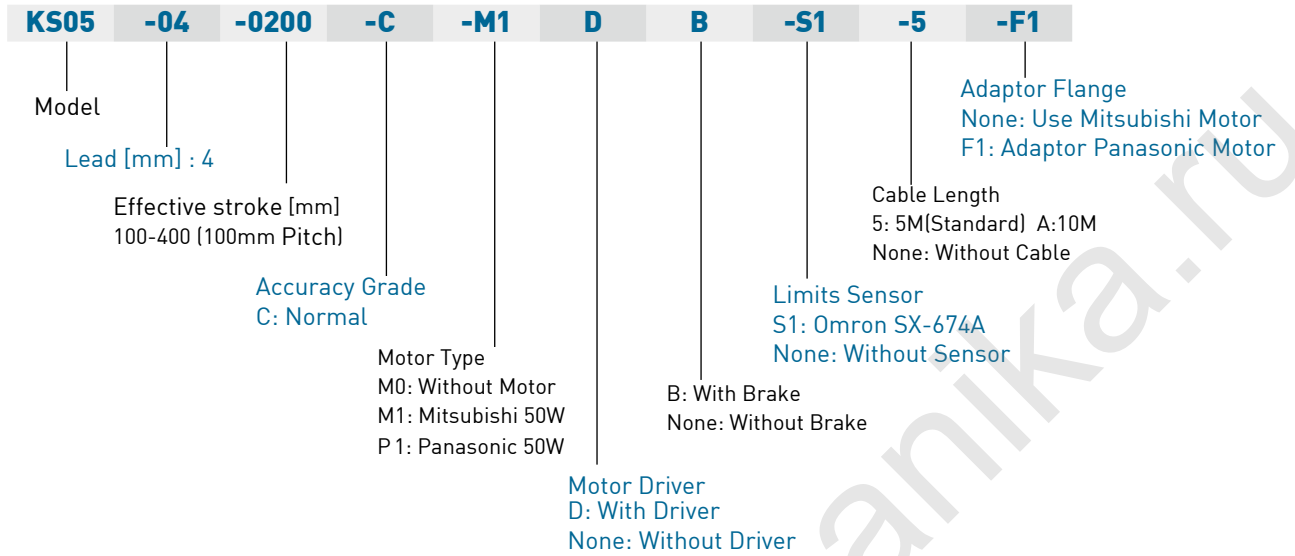 KS05 -04 -0200 -C -M1 D B -S1 -5 -F1
Model
Lead [mm] : 4
Effective stroke [mm]
100-400 (100mm Pitch)
Accuracy Grade
C: Normal
Motor Type
M0: Without Motor
M1: Mitsubishi 50W
P1: Panasonic 50W
Motor Driver
D: With Driver
None: Without Driver
B: With Brake
None: Without Brake
Limits Sensor
S1: Omron SX-674A
None: Without Sensor
Cable Length
5: 5M(Standard) A:10M
None: Without Cable
Adaptor Flange
None: Use Mitsubishi Motor
F1: Adaptor Panasonic Motor
anika.ru